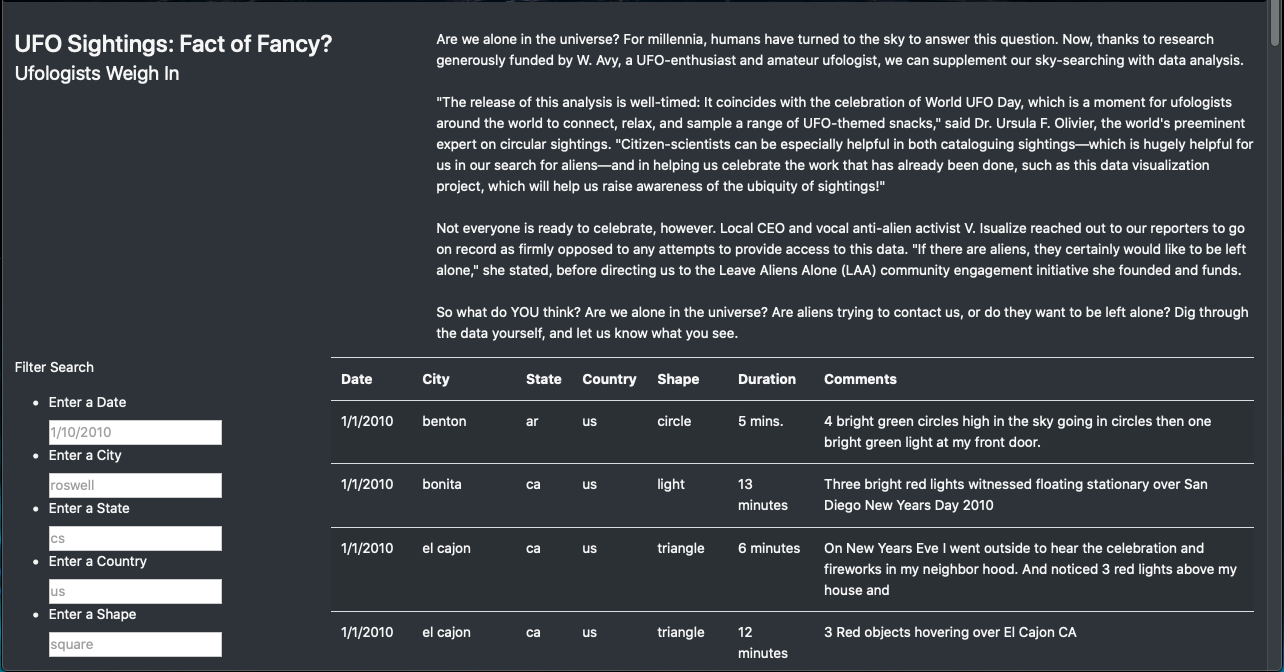 UFO Sightings: Fact of Fancy?
Ufologists Weigh In
Are we alone in the universe? For millennia, humans have turned to the sky to answer this question. Now, thanks to research
generously funded by W. Avy, a UFO-enthusiast and amateur ufologist, we can supplement our sky-searching with data analysis.
"The release of this analysis is well-timed: It coincides with the celebration of World UFO Day, which is a moment for ufologists
around the world to connect, relax, and sample a range of UFO-themed snacks," said Dr. Ursula F. Olivier, the world's preeminent
expert on circular sightings. "Citizen-scientists can be especially helpful in both cataloguing sightings—which is hugely helpful for
us in our search for aliens—and in helping us celebrate the work that has already been done, such as this data visualization
project, which will help us raise awareness of the ubiquity of sightings!"
Not everyone is ready to celebrate, however. Local CEO and vocal anti-alien activist V. Isualize reached out to our reporters to go
on record as firmly opposed to any attempts to provide access to this data. "If there are aliens, they certainly would like to be left
alone," she stated, before directing us to the Leave Aliens Alone (LAA) community engagement initiative she founded and funds.
So what do YOU think? Are we alone in the universe? Are aliens trying to contact us, or do they want to be left alone? Dig through
the data yourself, and let us know what you see.
Filter Search
Enter a Date
1/10/2010
Enter a City
roswell
Enter a State
cs
Enter a Country
us
Enter a Shape
square
Date City State Country Shape Duration Comments
1/1/2010 benton ar us circle 5 mins. 4 bright green circles high in the sky going in circles then one
bright green light at my front door.
1/1/2010 bonita ca us light 13 Three bright red lights witnessed floating stationary over San
minutes Diego New Years Day 2010
1/1/2010 el cajon ca us triangle 6 minutes On New Years Eve I went outside to hear the celebration and
fireworks in my neighbor hood. And noticed 3 red lights above my
house and
1/1/2010 el cajon ca us triangle 12 3 Red objects hovering over El Cajon CA
minutes